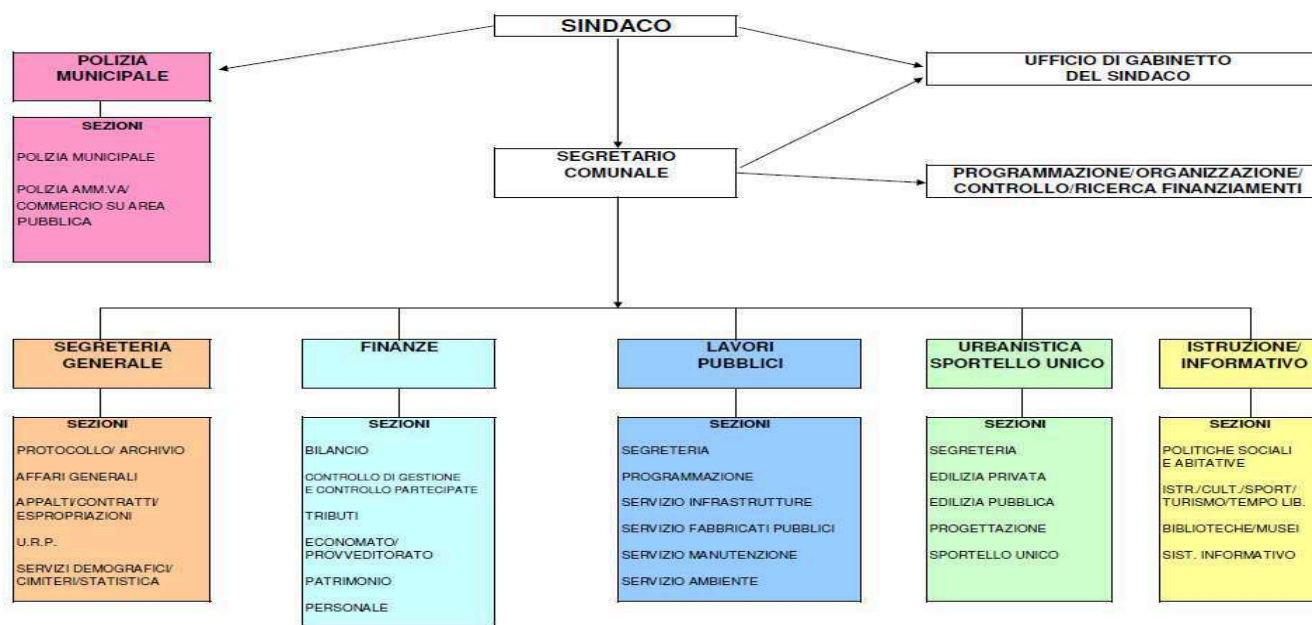 SINDACO
POLIZIA
MUNICIPALE
UFFICIO DI GABINETTO
DEL SINDACO
SEZIONI
POLIZIA MUNICIPALE
POLIZIA AMM.VA/
COMMERCIO SU AREA
PUBBLICA
SEGRETARIO
COMUNALE
PROGRAMMAZIONE/ORGANIZZAZIONE/
CONTROLLO/RICERCA FINANZIAMENTI
SEGRETERIA
GENERALE
SEZIONI
PROTOCOLLO/ ARCHIVIO
AFFARI GENERALI
APPALTI/CONTRATTI/
ESPROPRIAZIONI
U.R.P.
SERVIZI DEMOGRAFICI/
CIMITERI/STATISTICA
FINANZE
SEZIONI
BILANCIO
CONTROLLO DI GESTIONE
E CONTROLLO PARTECIPATE
TRIBUTI
ECONOMATO/
PROVVEDITORATO
PATRIMONIO
PERSONALE
LAVORI
PUBBLICI
SEZIONI
SEGRETERIA
PROGRAMMAZIONE
SERVIZIO INFRASTRUTTURE
SERVIZIO FABBRICATI PUBBLICI
SERVIZIO MANUTENZIONE
SERVIZIO AMBIENTE
URBANISTICA
SPORTELLO UNICO
SEZIONI
SEGRETERIA
EDILIZIA PRIVATA
EDILIZIA PUBBLICA
PROGETTAZIONE
SPORTELLO UNICO
ISTRUZIONE/
INFORMATIVO
SEZIONI
POLITICHE SOCIALI
E ABITATIVE
ISTR./CULT./SPORT/
TURISMO/TEMPO LIB.
BIBLIOTECHE/MUSEI
SIST. INFORMATIVO